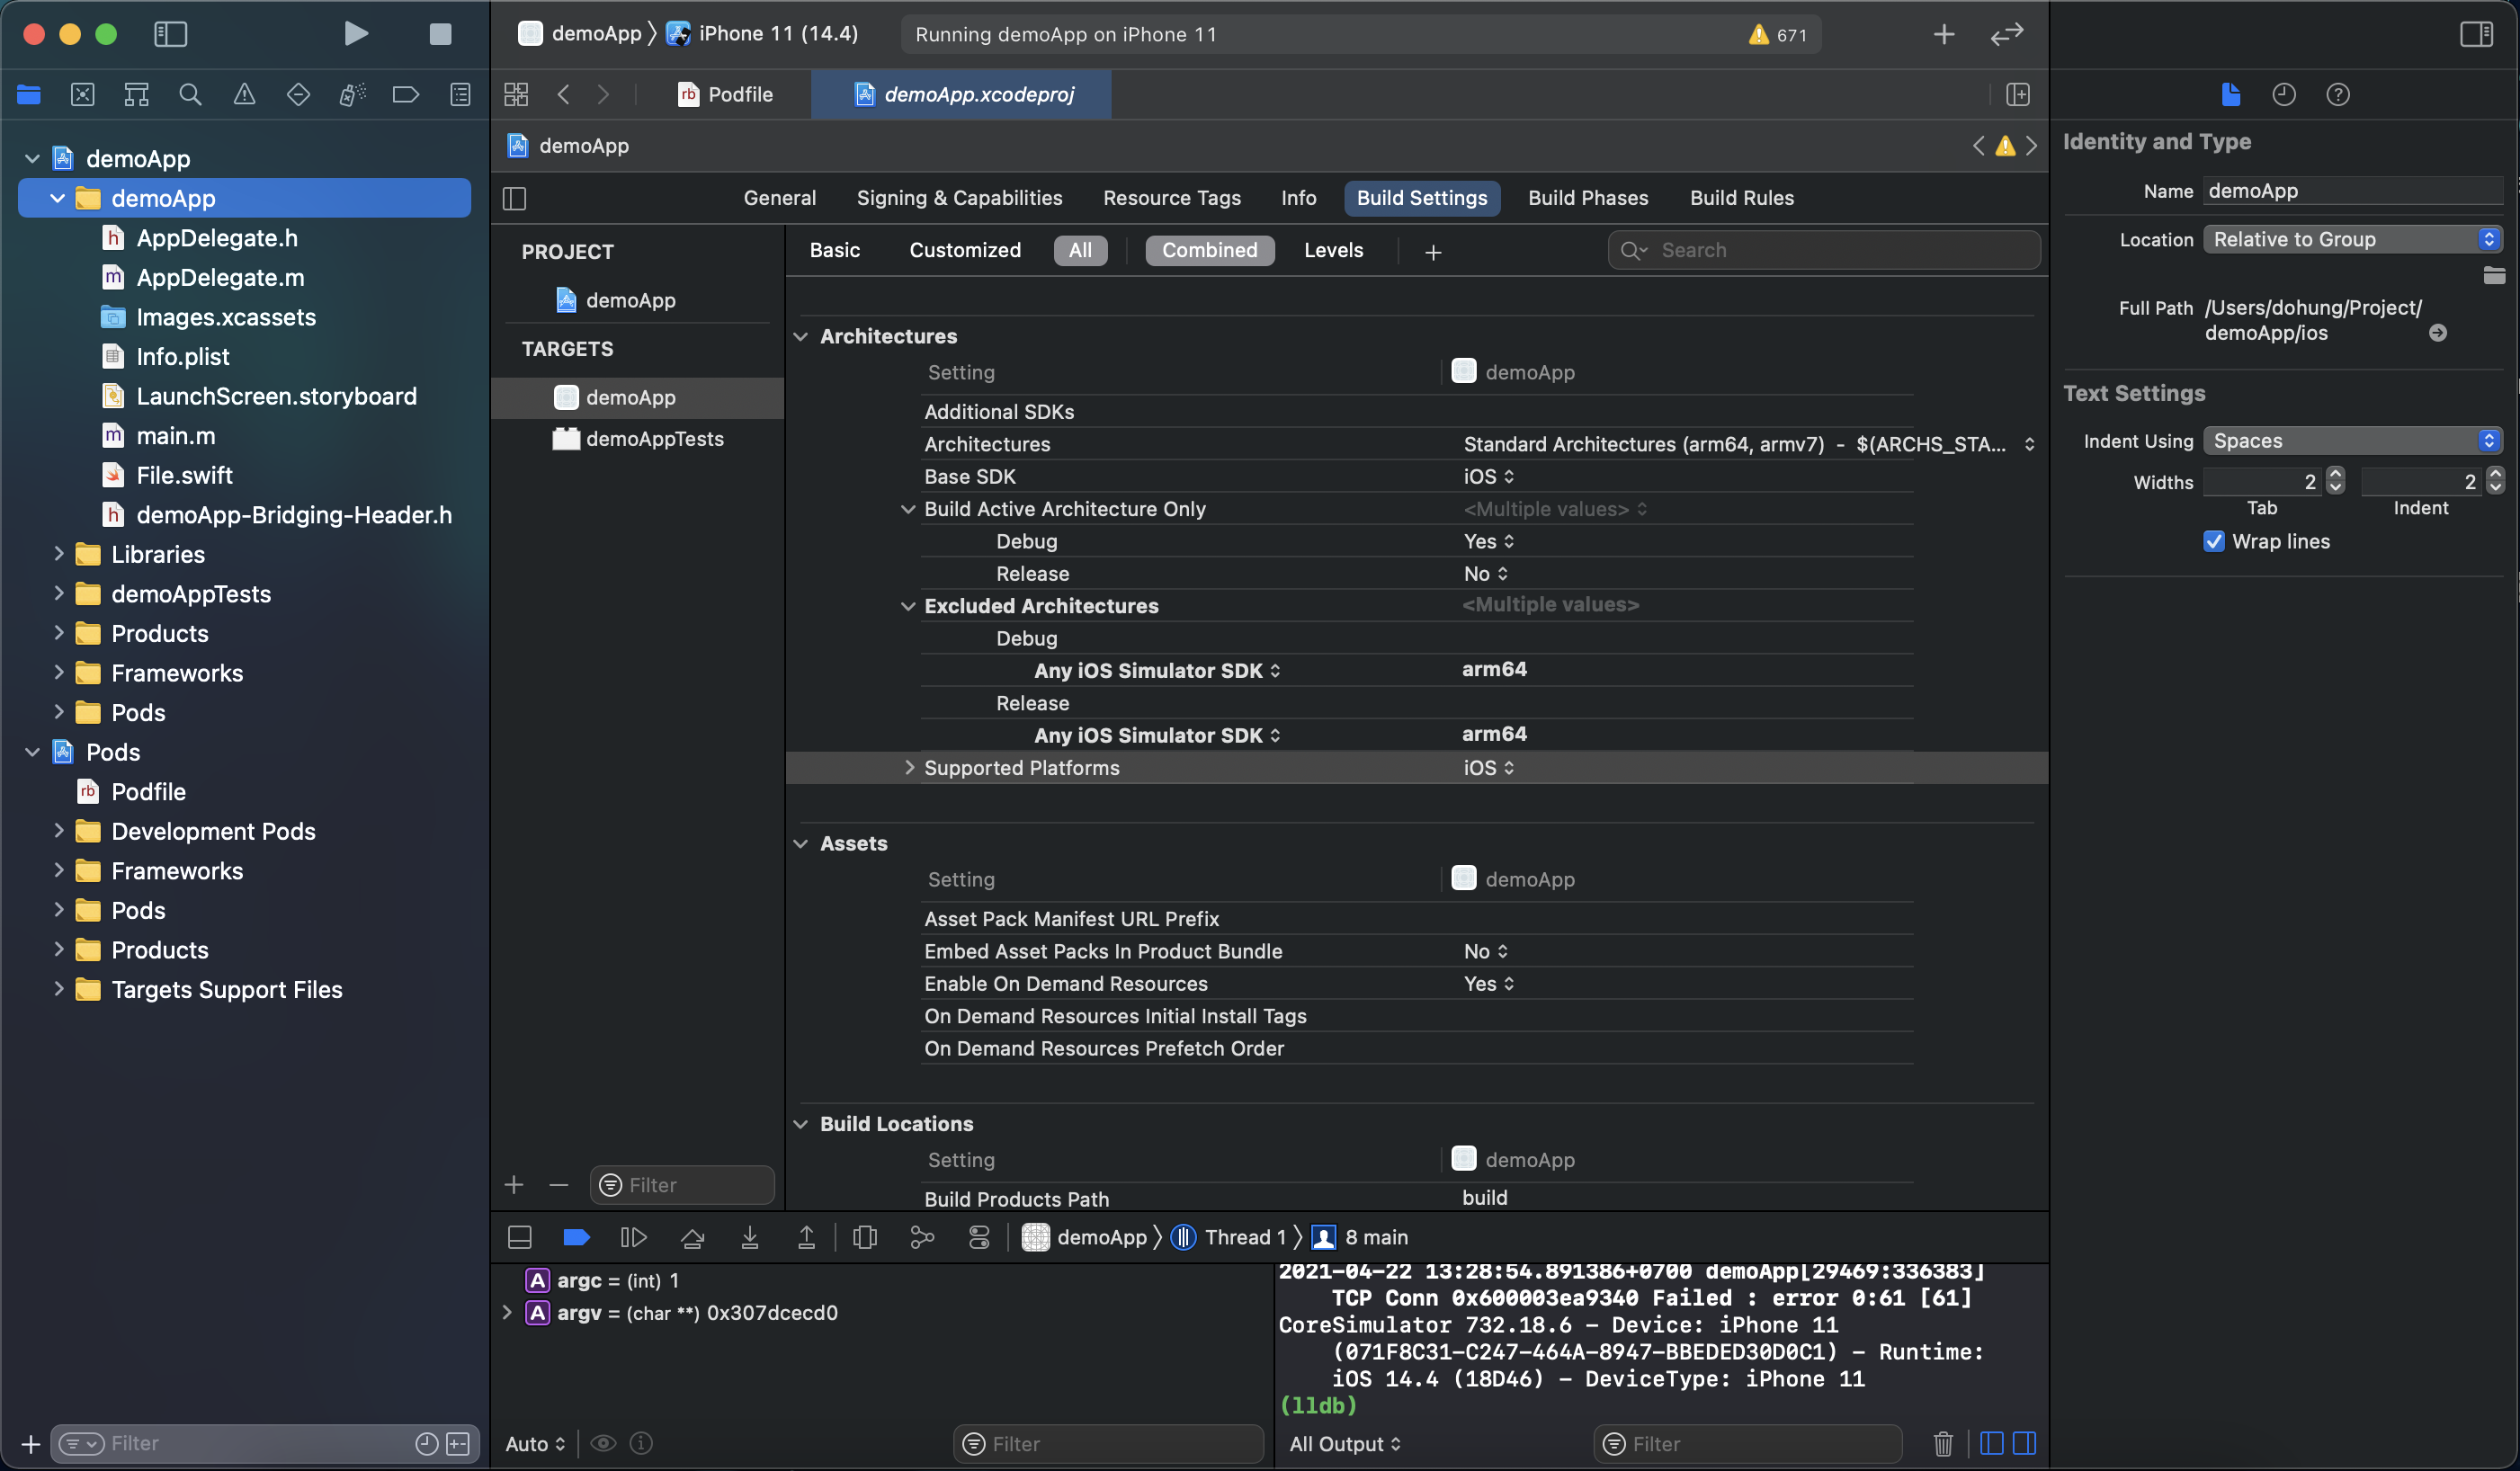 demoApp
iPhone 11 (14.4)
Running demoApp on iPhone 11
671
rb
Podfile
demoApp.xcodeproj
demoApp
Identity and Type
Name
demoApp
Location
Relative to Group
Full Path
/Users/dohung/Project/
demoApp/ios
Text Settings
Indent Using
Spaces
Widths
2
2
Tab
Indent
Wrap lines
demoApp
demoApp
h
AppDelegate.h
m
AppDelegate.m
Images.xcassets
Info.plist
LaunchScreen.storyboard
m
main.m
File.swift
h
demoApp-Bridging-Header.h
Libraries
demoAppTests
Products
Frameworks
Pods
Pods
rb
Podfile
Development Pods
Frameworks
Pods
Products
Targets Support Files
Filter
General
Signing & Capabilities
Resource Tags
Info
Build Settings
Build Phases
Build Rules
PROJECT
demoApp
TARGETS
demoApp
demoAppTests
Filter
Basic
Customized
All
Combined
Levels
Search
Architectures
Setting
demoApp
Additional SDKs
Architectures
Standard Architectures (arm64, armv7) - $(ARCHS_STA...
Base SDK
iOS
Build Active Architecture Only
<Multiple values>
Debug
Yes
Release
No
Excluded Architectures
<Multiple values>
Debug
Any iOS Simulator SDK
arm64
Release
Any iOS Simulator SDK
arm64
Supported Platforms
iOS
Assets
Setting
demoApp
Asset Pack Manifest URL Prefix
Embed Asset Packs In Product Bundle
No
Enable On Demand Resources
Yes
On Demand Resources Initial Install Tags
On Demand Resources Prefetch Order
Build Locations
Setting
demoApp
Build Products Path
build
demoApp
Thread 1
8 main
A argc = (int) 1
A argv = (char **) 0x307dcecd0
Auto
Filter
2021-04-22 13:28:54.891386+0700 demoApp[29469:336383]
TCP Conn 0x600003ea9340 Failed : error 0:61 [61]
CoreSimulator 732.18.6 - Device: iPhone 11
(071F8C31-C247-464A-8947-BBEDED30D0C1) - Runtime:
iOS 14.4 (18D46) - DeviceType: iPhone 11
(lldb)
All Output
Filter